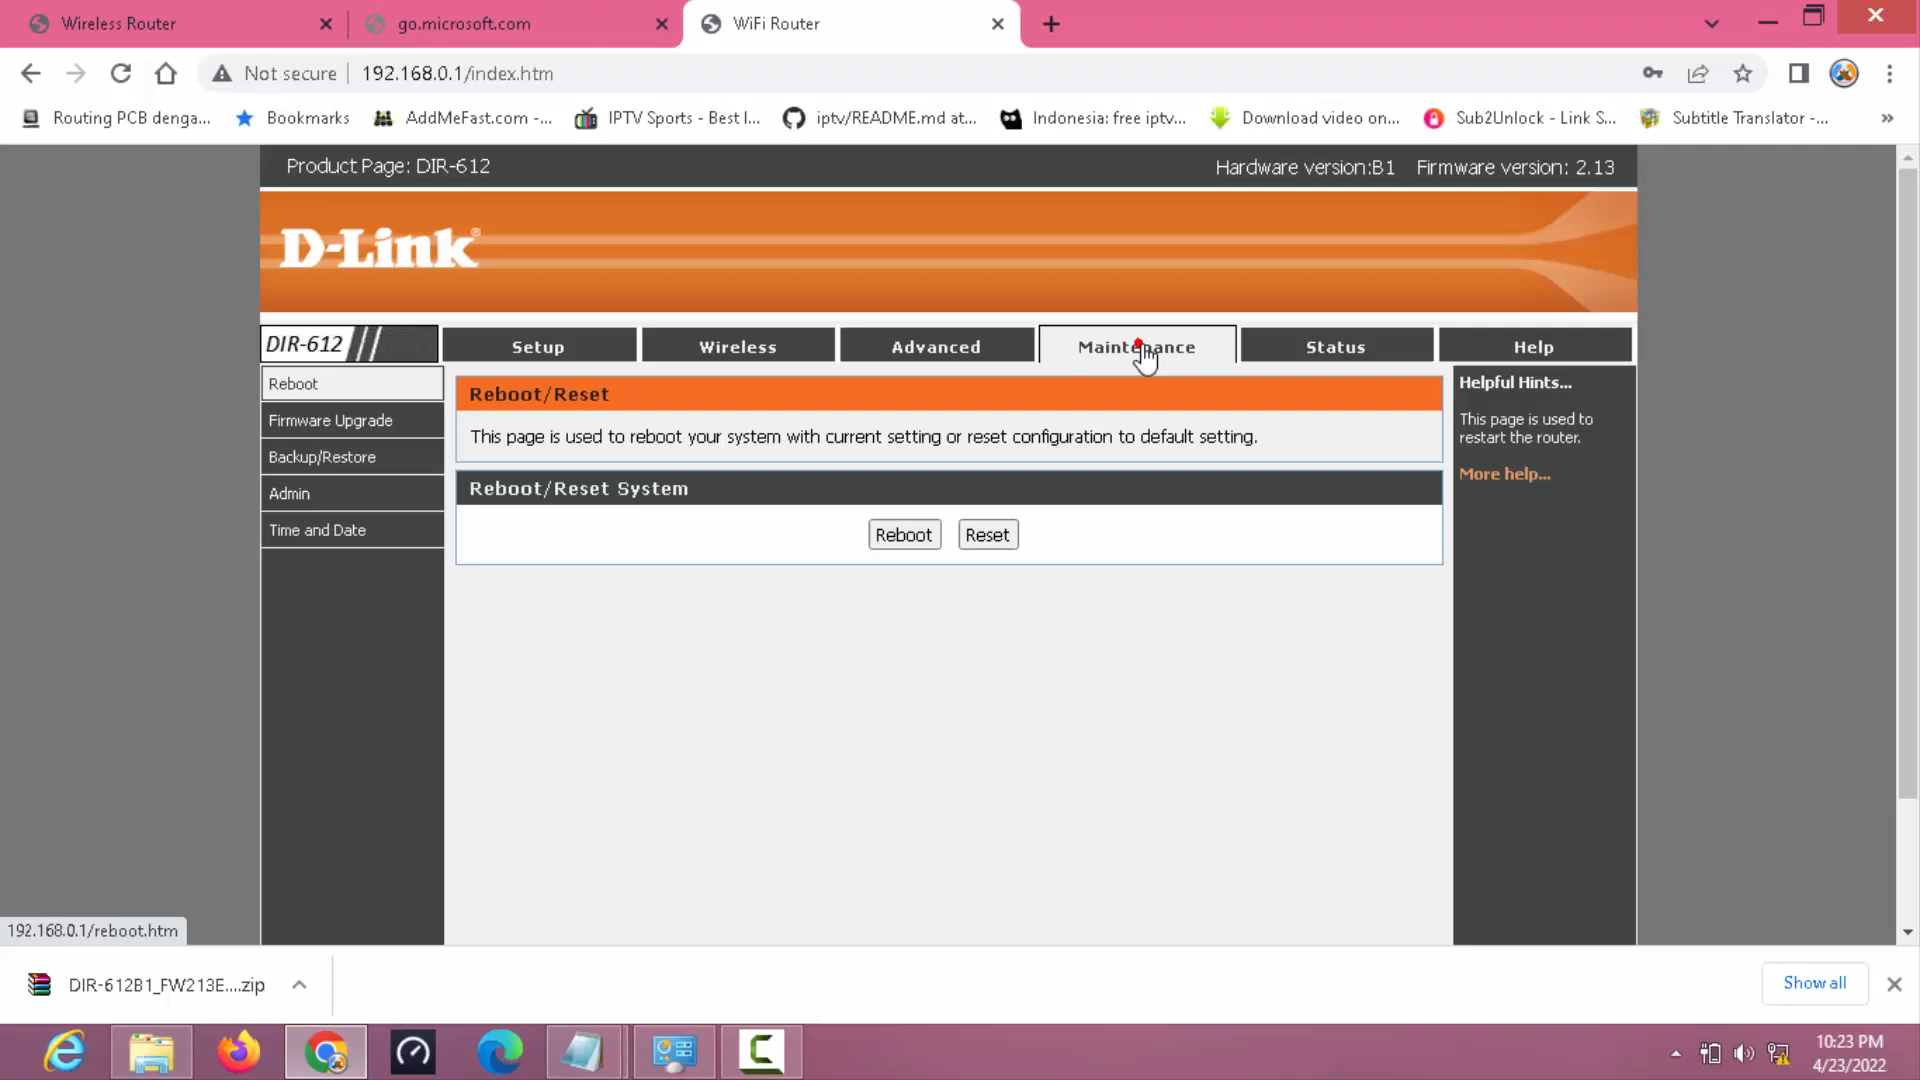 Wireless Router
go.microsoft.com
WiFi Router
Not secure
192.168.0.1/index.htm
Routing PCB denga...
Bookmarks
AddMeFast.com -...
IPTV Sports - Best I...
iptv/README.md at...
Indonesia: free iptv...
Download video on...
Sub2Unlock - Link S...
Subtitle Translator -...
Product Page: DIR-612
Hardware version:B1
Firmware version: 2.13
D-Link®
DIR-612
Setup
Wireless
Advanced
Maintenance
Status
Help
Reboot
Firmware Upgrade
Backup/Restore
Admin
Time and Date
Reboot/Reset
This page is used to reboot your system with current setting or reset configuration to default setting.
Reboot/Reset System
Reboot
Reset
Helpful Hints...
This page is used to
restart the router.
More help...
192.168.0.1/reboot.htm
DIR-612B1_FW213E....zip
Show all
10:23 PM
4/23/2022